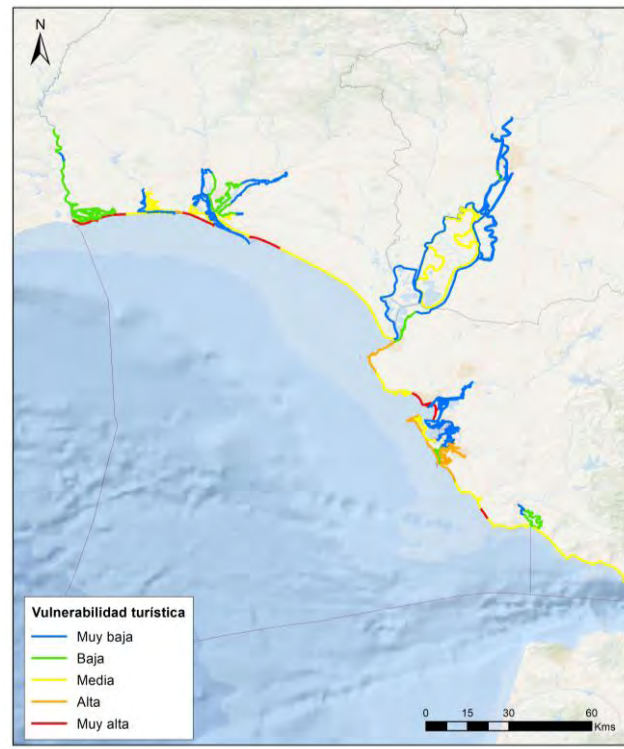 N
Vulnerabilidad turística
Muy baja
Baja
Media
Alta
Muy alta
0 15 30 60
Kms